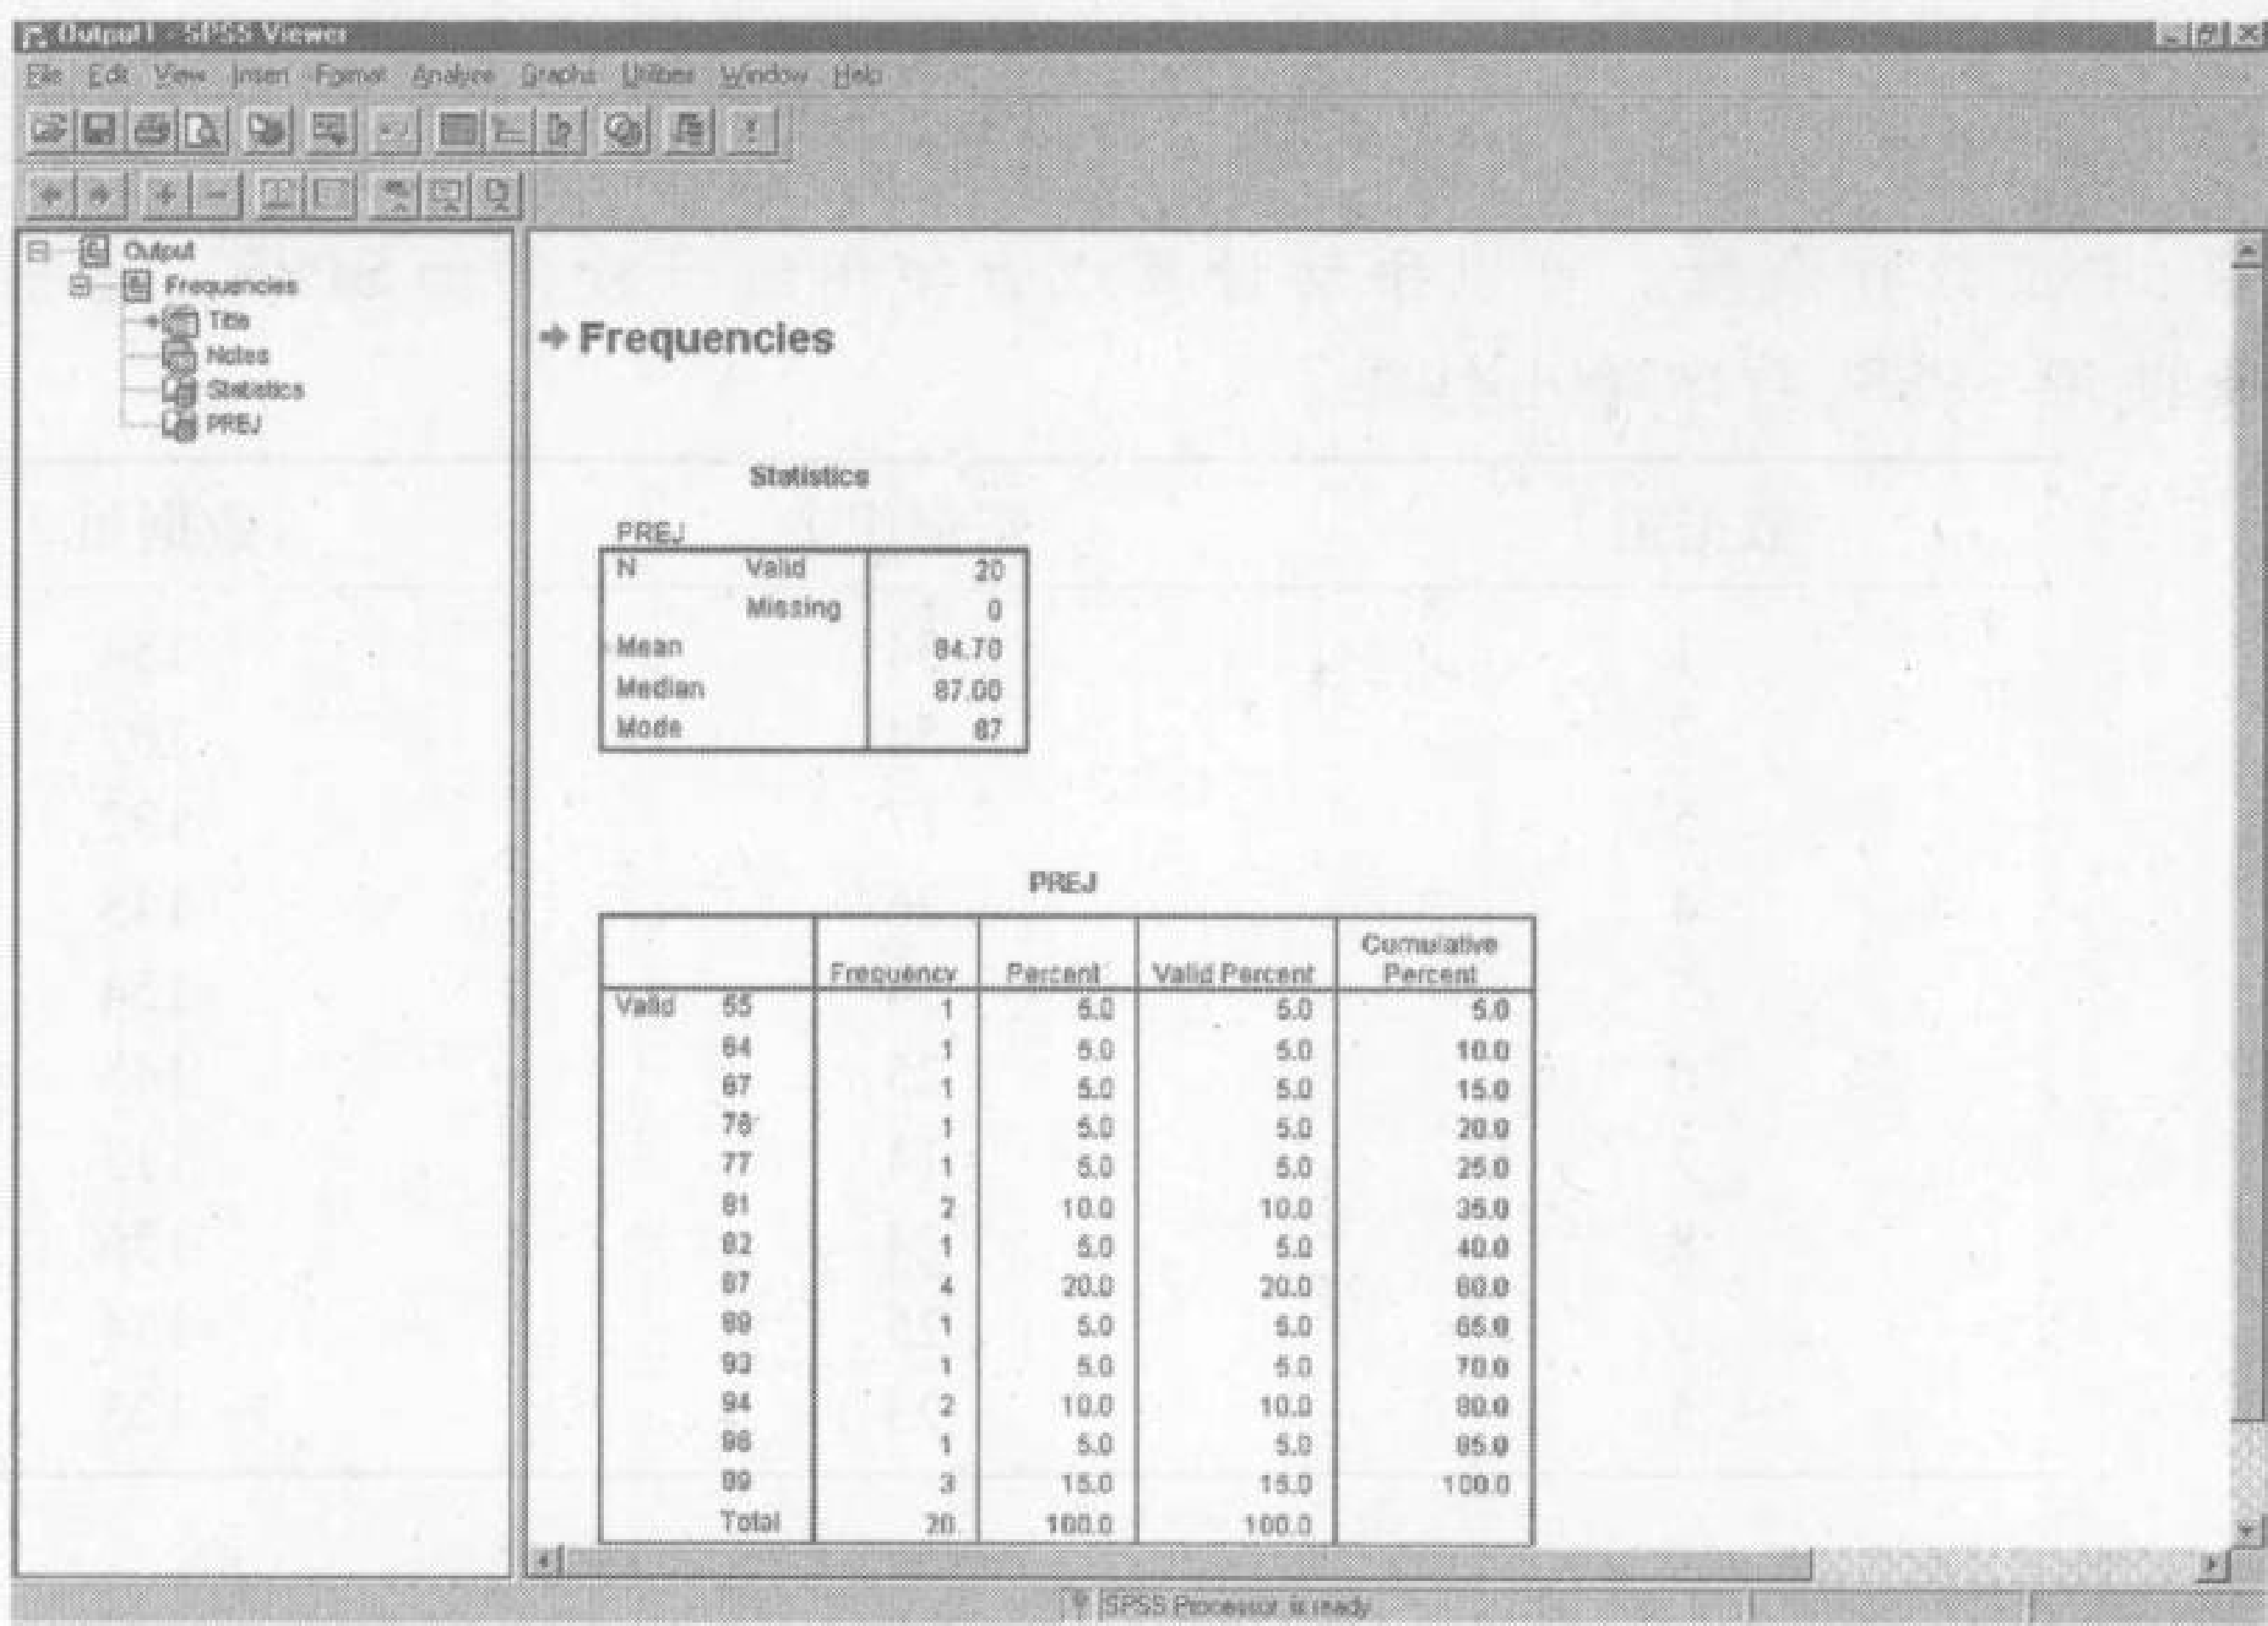 Output1 - SPSS Viewer
File Edit View Insert Format Analyze Graphs Utilities Window Help
Output
Frequencies
Title
Notes
Statistics
PREJ
Frequencies
Statistics
PREJ
N Valid 20
Missing 0
Mean 84.70
Median 87.00
Mode 87
PREJ
Frequency Percent Valid Percent Cumulative Percent
Valid 55 1 5.0 5.0 5.0
64 1 5.0 5.0 10.0
67 1 5.0 5.0 15.0
76 1 5.0 5.0 20.0
77 1 5.0 5.0 25.0
81 2 10.0 10.0 35.0
82 1 5.0 5.0 40.0
87 4 20.0 20.0 60.0
89 1 5.0 5.0 65.0
93 1 5.0 5.0 70.0
94 2 10.0 10.0 80.0
96 1 5.0 5.0 85.0
99 3 15.0 15.0 100.0
Total 20 100.0 100.0
SPSS Processor is ready